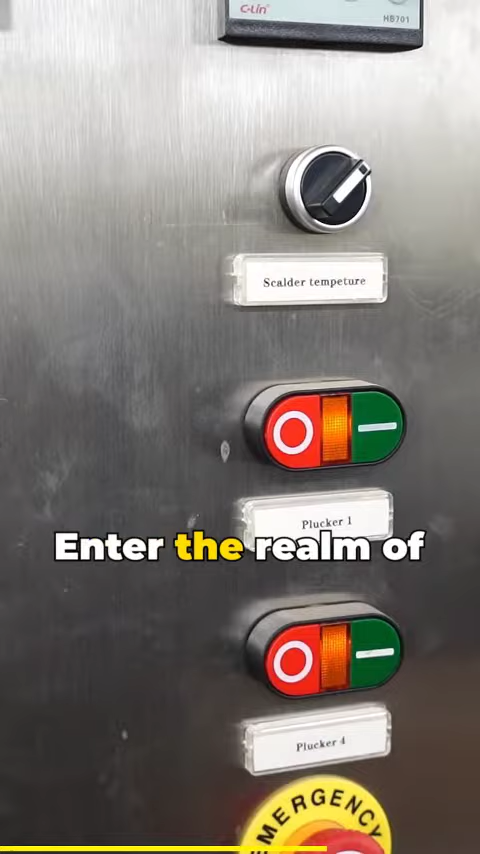 C-Lin
HB701
Scalder tempeture
Plucker 1
Enter the realm of
Plucker 4
EMERGENCY